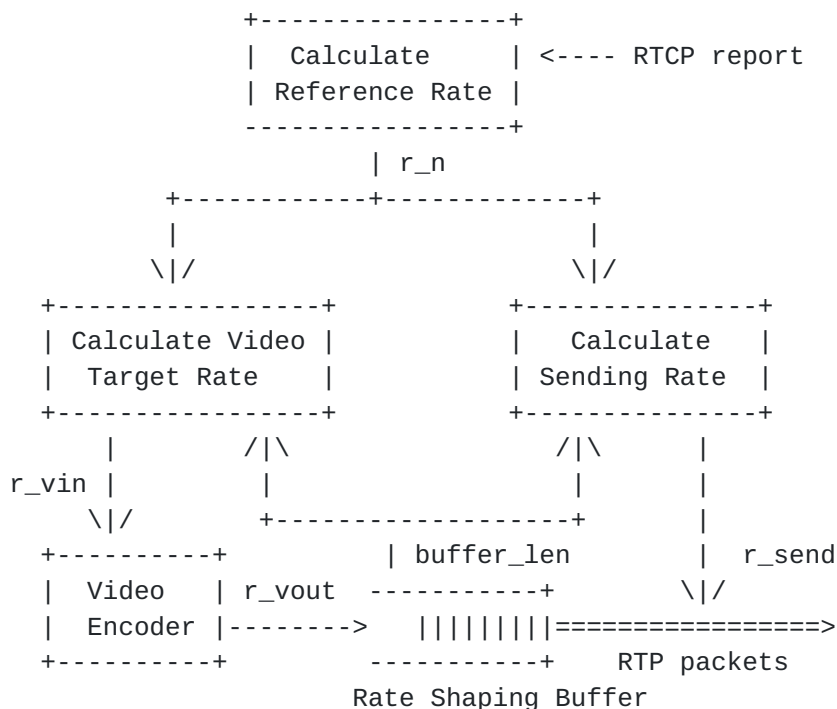 +----------------+
|  Calculate     | <---- RTCP report
| Reference Rate |
-----------------+
| r_n
+------------+-------------+
|                          |
\|/                        \|/
+-----------------+           +---------------+
| Calculate Video |           |   Calculate   |
|  Target Rate    |           | Sending Rate  |
+-----------------+           +---------------+
|        /|\                 /|\      |
r_vin |         |                   |       |
\|/        +-------------------+       |
+----------+          | buffer_len        |  r_send
|  Video   | r_vout  -----------+        \|/
|  Encoder |-------->   |||||||||=================>
+----------+         -----------+    RTP packets
Rate Shaping Buffer